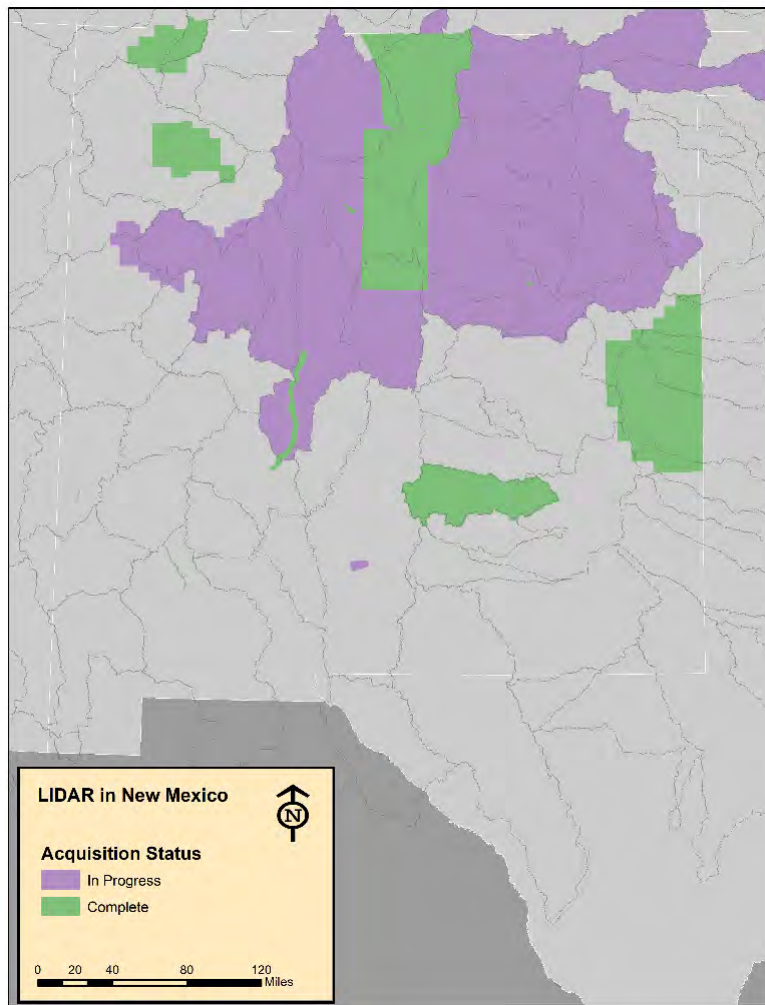 LIDAR in New Mexico
N
Acquisition Status
In Progress
Complete
0 20 40 80 120
Miles